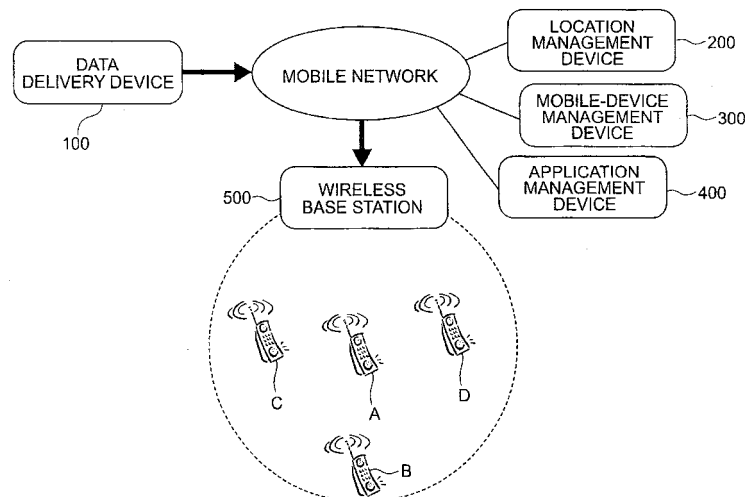 DATA
DELIVERY DEVICE
100
MOBILE NETWORK
LOCATION
MANAGEMENT
DEVICE
200
MOBILE-DEVICE
MANAGEMENT
DEVICE
300
APPLICATION
MANAGEMENT
DEVICE
400
500
WIRELESS
BASE STATION
C
A
D
B